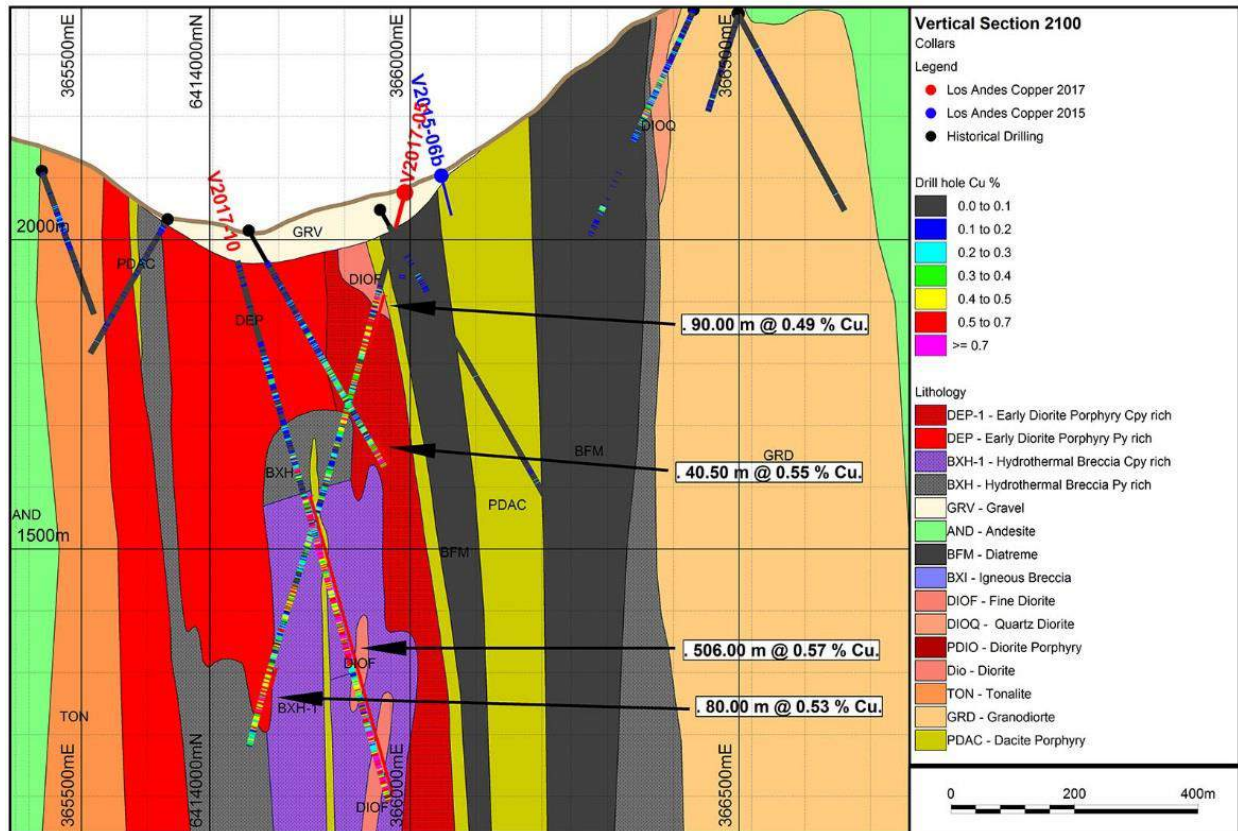 365500mE
6414000mN
366000mE
366500mE
V2017-10
V2017-05
V2015-06b
DIOQ
GRV
2000m
PDAC
DIOF
DEP
. 90.00 m @ 0.49 % Cu.
BXH
BFM
GRD
. 40.50 m @ 0.55 % Cu.
PDAC
AND
1500m
BFM
. 506.00 m @ 0.57 % Cu.
DIOF
BXH-1
. 80.00 m @ 0.53 % Cu.
TON
DIOF
365500mE
6414000mN
366000mE
366500mE
Vertical Section 2100
Collars
Legend
Los Andes Copper 2017
Los Andes Copper 2015
Historical Drilling
Drill hole Cu %
0.0 to 0.1
0.1 to 0.2
0.2 to 0.3
0.3 to 0.4
0.4 to 0.5
0.5 to 0.7
>= 0.7
Lithology
DEP-1 - Early Diorite Porphyry Cpy rich
DEP - Early Diorite Porphyry Py rich
BXH-1 - Hydrothermal Breccia Cpy rich
BXH - Hydrothermal Breccia Py rich
GRV - Gravel
AND - Andesite
BFM - Diatreme
BXI - Igneous Breccia
DIOF - Fine Diorite
DIOQ - Quartz Diorite
PDIO - Diorite Porphyry
Dio - Diorite
TON - Tonalite
GRD - Granodiorte
PDAC - Dacite Porphyry
0 200 400m